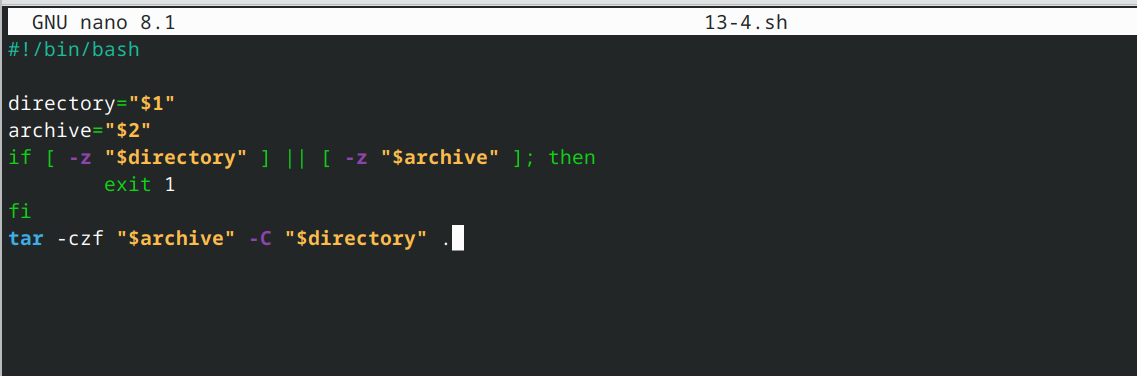 GNU nano 8.1 13-4.sh
#!/bin/bash
directory="$1"
archive="$2"
if [ -z "$directory" ] || [ -z "$archive" ]; then
exit 1
fi
tar -czf "$archive" -C "$directory" .